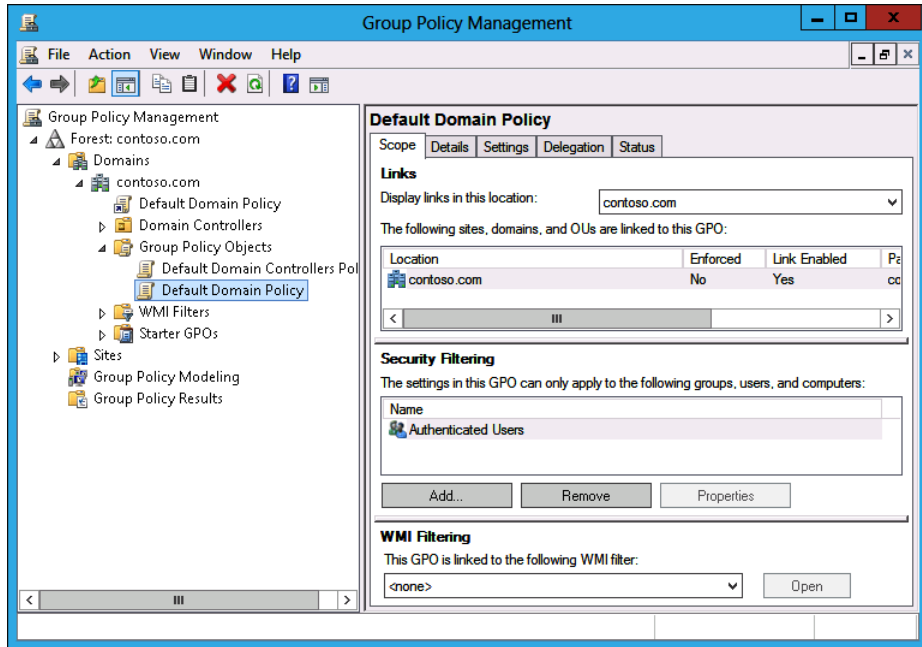 Group Policy Management
File Action View Window Help
Group Policy Management
Forest: contoso.com
Domains
contoso.com
Default Domain Policy
Domain Controllers
Group Policy Objects
Default Domain Controllers Pol
Default Domain Policy
WMI Filters
Starter GPOs
Sites
Group Policy Modeling
Group Policy Results
Default Domain Policy
Scope Details Settings Delegation Status
Links
Display links in this location: contoso.com
The following sites, domains, and OUs are linked to this GPO:
Location Enforced Link Enabled Pa
contoso.com No Yes cc
Security Filtering
The settings in this GPO can only apply to the following groups, users, and computers:
Name
Authenticated Users
Add... Remove Properties
WMI Filtering
This GPO is linked to the following WMI filter:
<none> Open